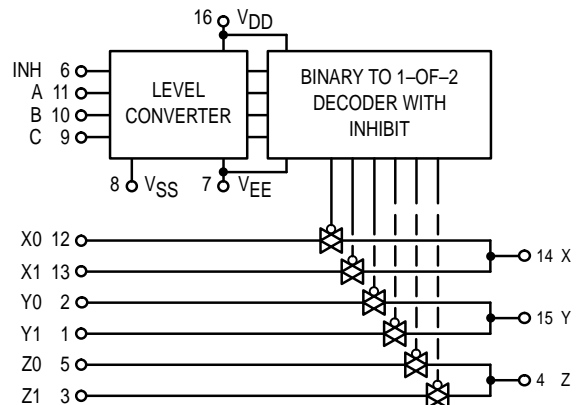 16 VDD
INH 6
A 11
B 10
C 9
LEVEL
CONVERTER
BINARY TO 1–OF–2
DECODER WITH
INHIBIT
8 VSS
7 VEE
X0 12
X1 13
Y0 2
Y1 1
Z0 5
Z1 3
14 X
15 Y
4 Z